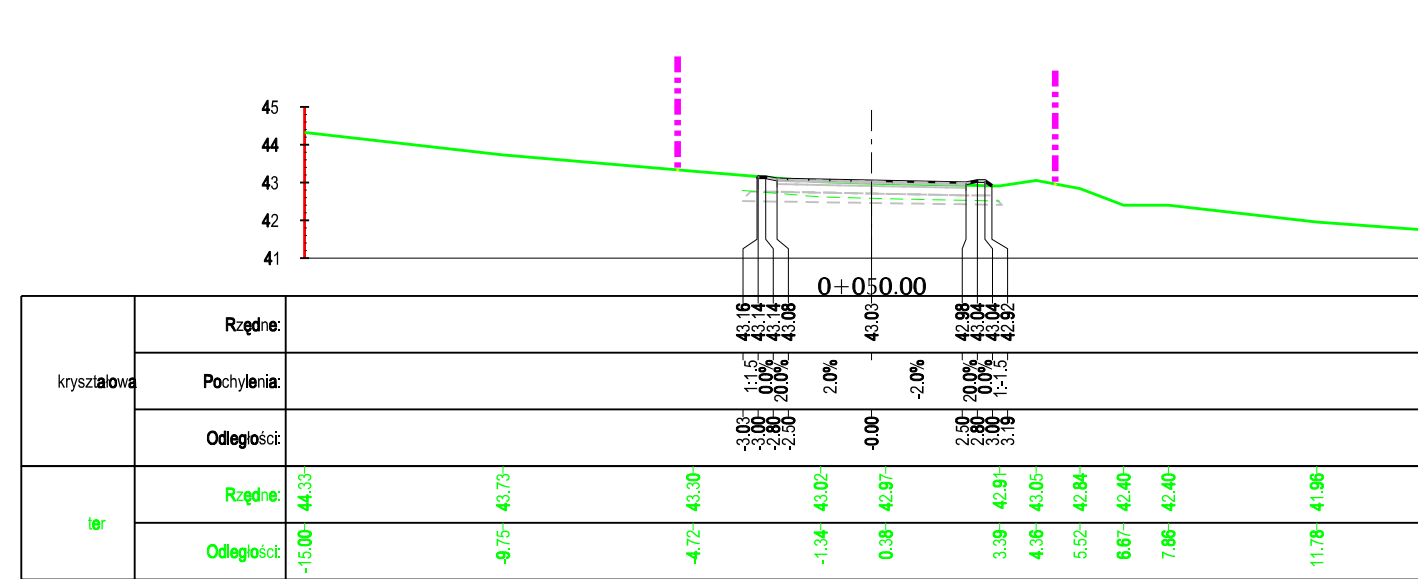 45
44
43
42
41
0+050.00
kryształowa
Rzędne: 43.16 43.14 43.14 43.08 43.03 42.98 43.04 43.04 42.92
Pochylenia: 1:1.5 0.0% 20.0% 2.0% -2.0% 20.0% 0.0% 1:-1.5
Odległości: -3.03 -3.00 -2.80 -2.50 -0.00 2.50 2.80 3.00 3.19
ter
Rzędne: 44.33 43.73 43.30 43.02 42.97 42.91 43.05 42.84 42.40 42.40 41.96
Odległości: -15.00 -9.75 -4.72 -1.34 0.38 3.39 4.36 5.52 6.67 7.86 11.78